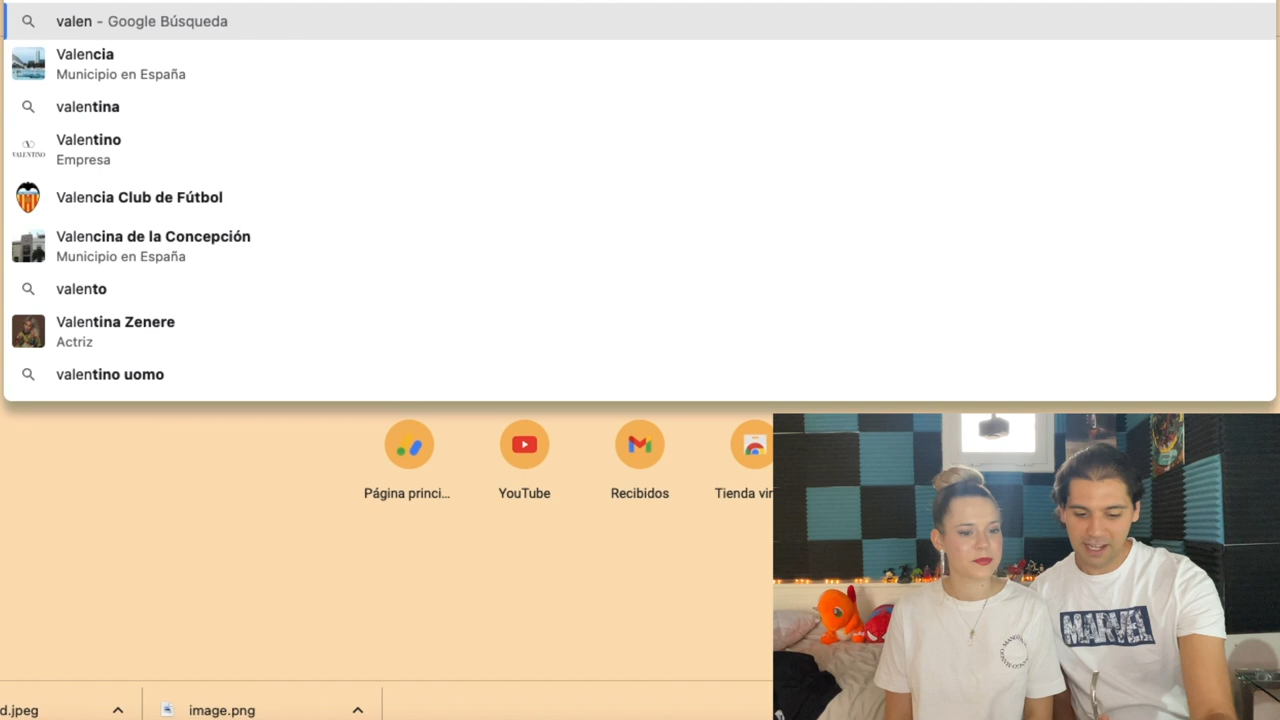 valen - Google Búsqueda
Valencia
Municipio en España
valentina
Valentino
Empresa
VALENTINO
Valencia Club de Fútbol
Valencina de la Concepción
Municipio en España
valento
Valentina Zenere
Actriz
valentino uomo
Página princi...
YouTube
Recibidos
Tienda vir
MARVEL
d.jpeg
image.png